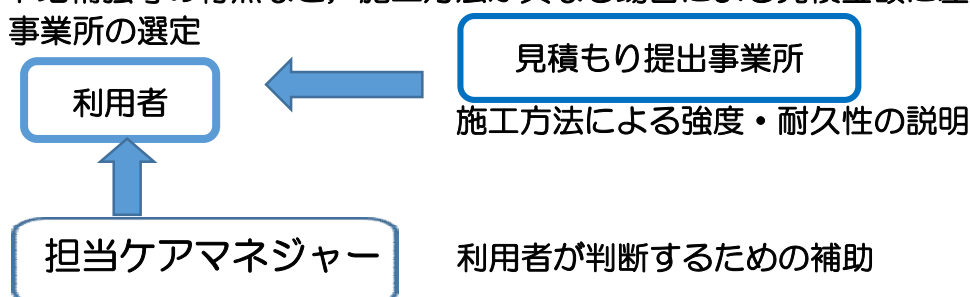 事業所の選定
見積もり提出事業所
利用者
施工方法による強度・耐久性の説明
担当ケアマネジャー
利用者が判断するための補助